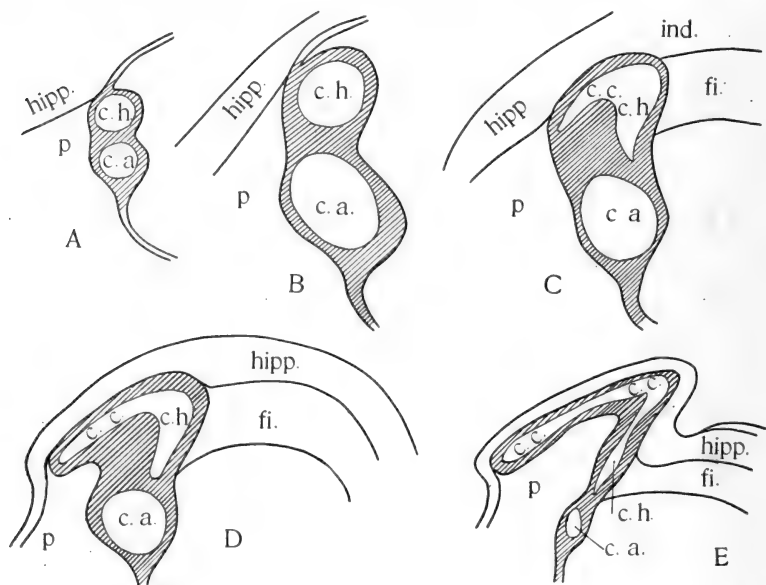 hipp.
c.h
p
c.a
A
hipp.
c.h.
p
c.a.
B
ind.
hipp
c.c.
c.h
fi.
p
c a
C
hipp.
c.c.
c.h
fi.
c.a.
p
D
c.c.
c.c.
hipp.
p
fi.
c.h.
c.a.
E